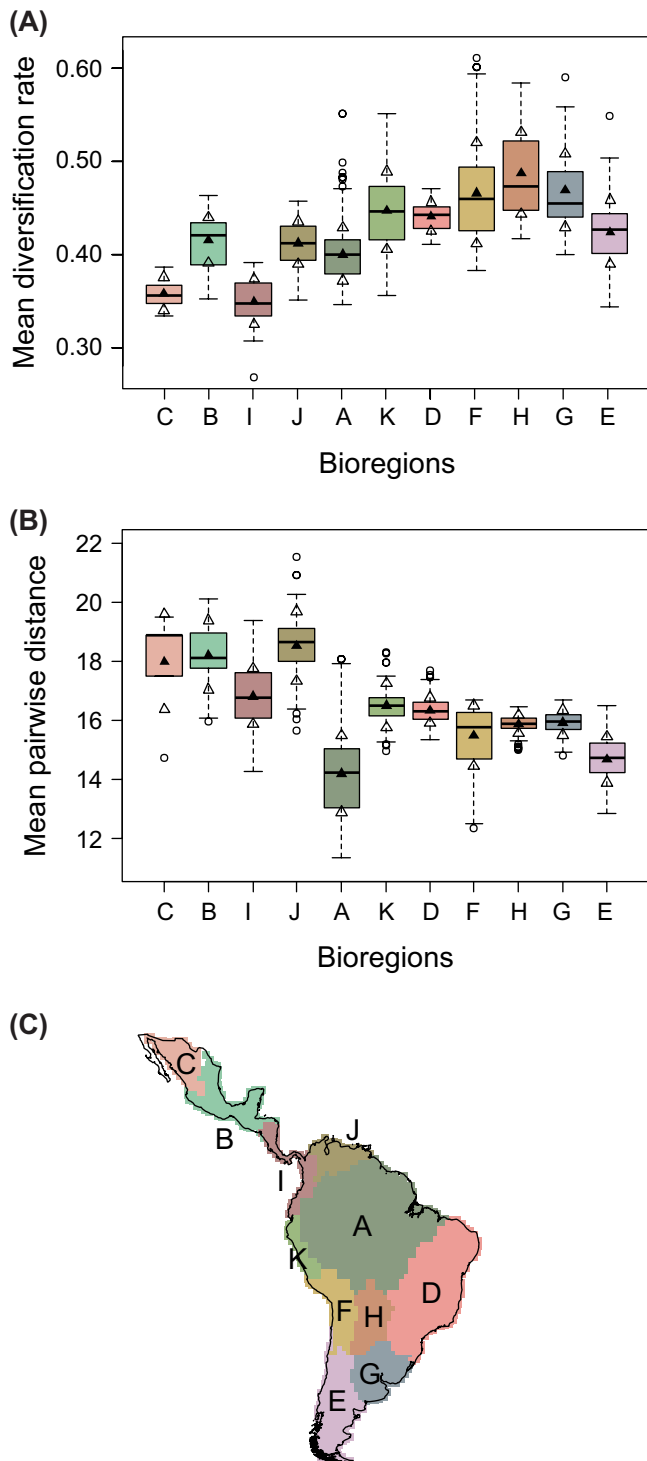 (A)
Mean diversification rate
0.60
0.50
0.40
0.30
C B I J A K D F H G E
Bioregions
(B)
Mean pairwise distance
22
20
18
16
14
12
C B I J A K D F H G E
Bioregions
(C)
C
B
J
I
A
K
D
F
H
G
E